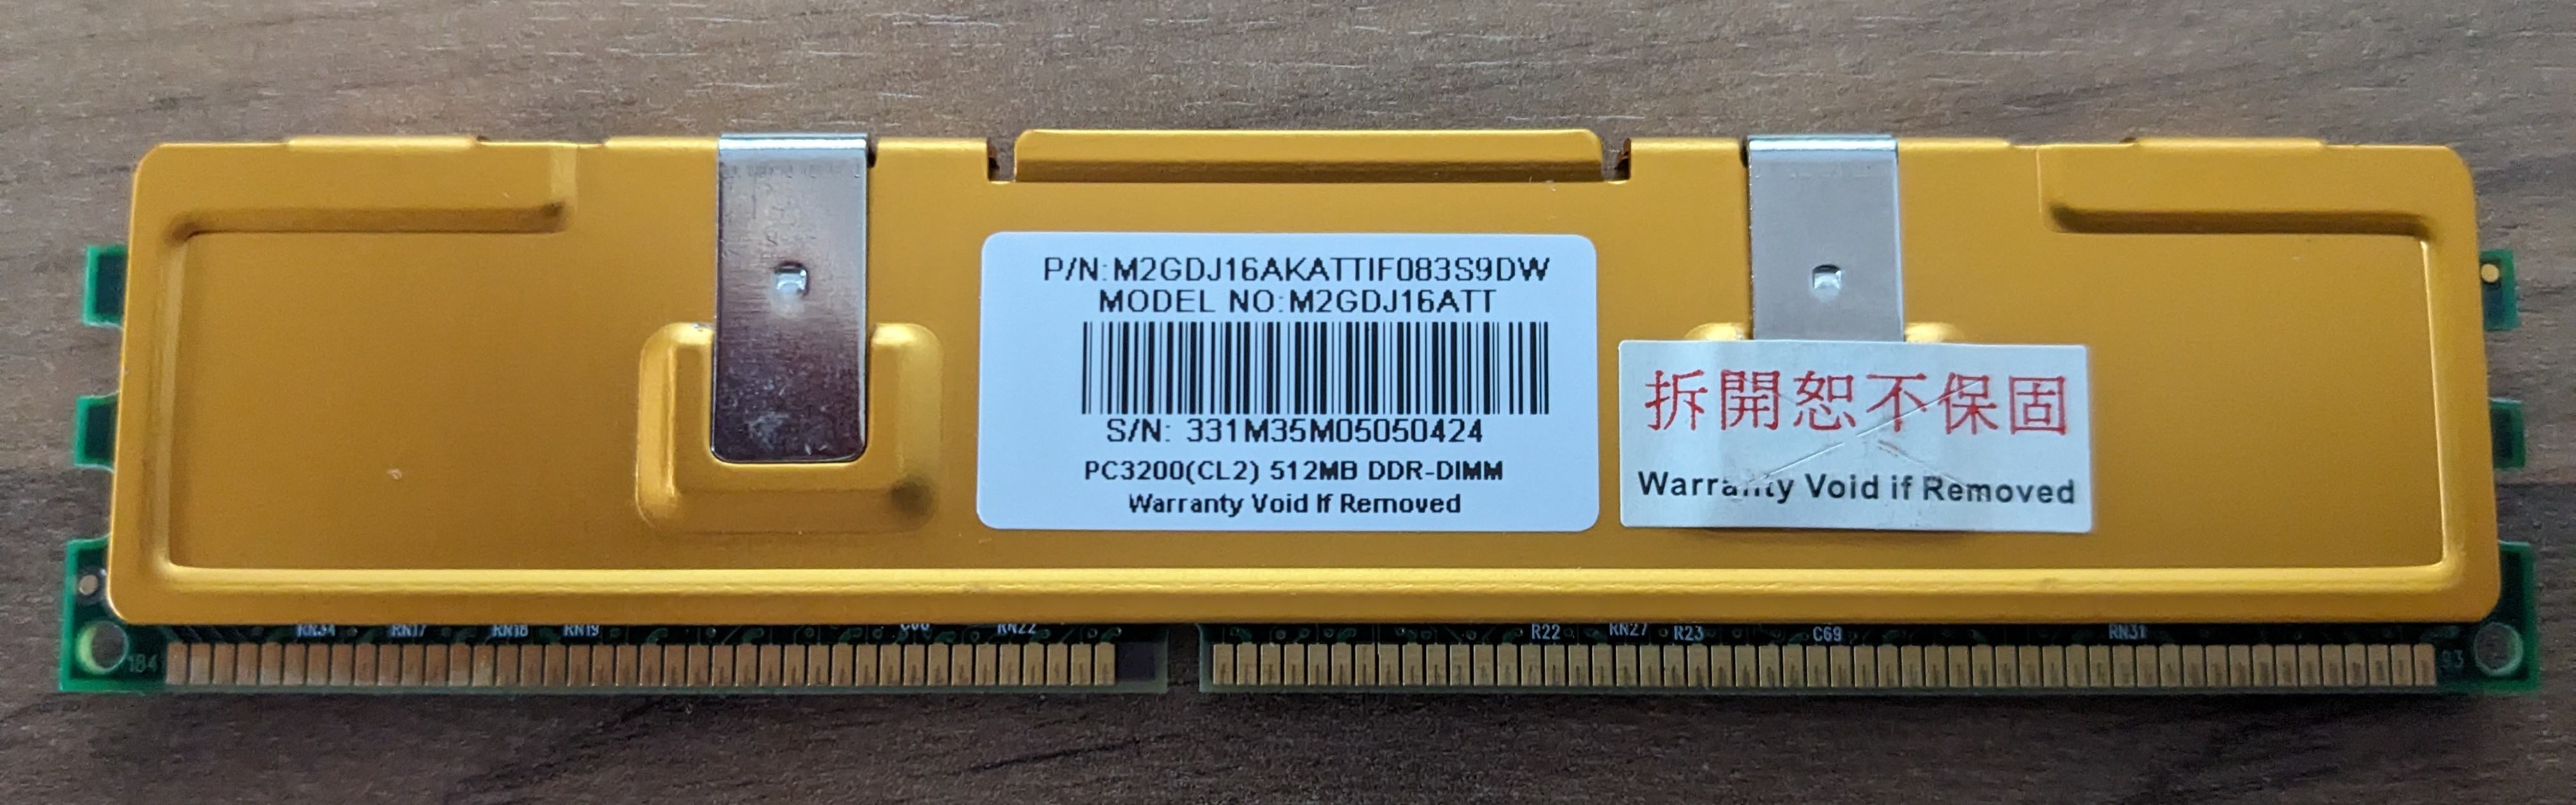 P/N:M2GDJ16AKATTIF083S9DW
MODEL NO:M2GDJ16ATT
S/N: 331M35M05050424
PC3200(CL2) 512MB DDR-DIMM
Warranty Void If Removed
拆開恕不保固
Warranty Void if Removed
RN34 RN17 RN18 RN19 C68 RN22 R22 RN27 R23 C69 RN31
184 93